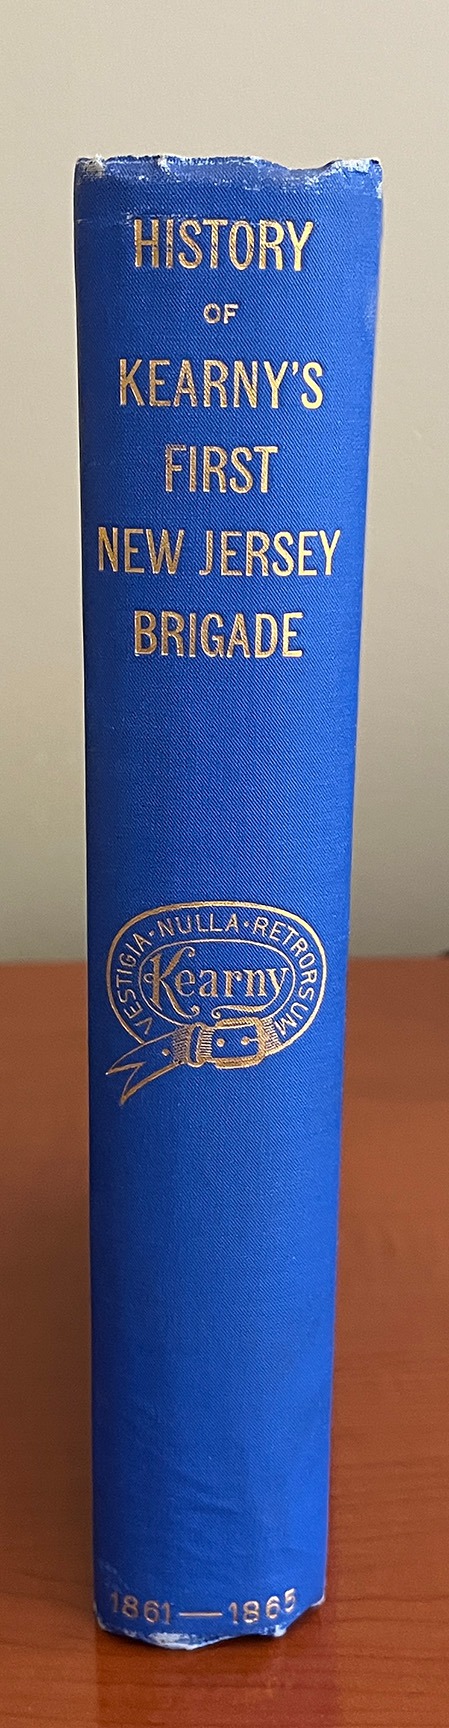 HISTORY
OF
KEARNY'S
FIRST
NEW JERSEY
BRIGADE
VESTIGIA·NULLA·RETRORSUM
Kearny
1861—1865